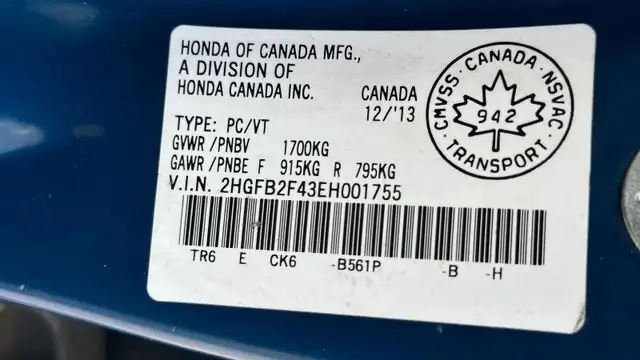 HONDA OF CANADA MFG.,
A DIVISION OF
HONDA CANADA INC.
CANADA
12/'13
TYPE: PC/VT
GVWR /PNBV 1700KG
GAWR /PNBE F 915KG R 795KG
V.I.N. 2HGFB2F43EH001755
TR6 E CK6 -B561P -B -H
CMVSS · CANADA · NSVAC ·
942
TRANSPORT